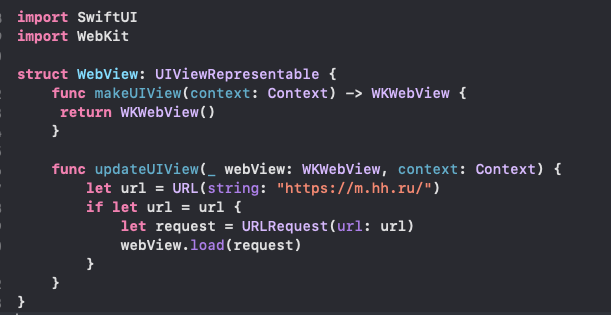 import SwiftUI
import WebKit
struct WebView: UIViewRepresentable {
func makeUIView(context: Context) -> WKWebView {
return WKWebView()
}
func updateUIView(_ webView: WKWebView, context: Context) {
let url = URL(string: "https://m.hh.ru/")
if let url = url {
let request = URLRequest(url: url)
webView.load(request)
}
}
}